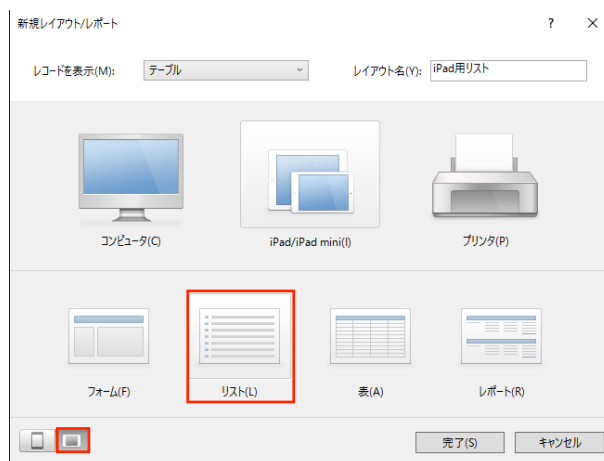 新規レイアウト/レポート
レコードを表示(M): テーブル レイアウト名(Y): iPad用リスト
コンピュータ(C) iPad/iPad mini(I) プリンタ(P)
フォーム(F) リスト(L) 表(A) レポート(R)
完了(S) キャンセル